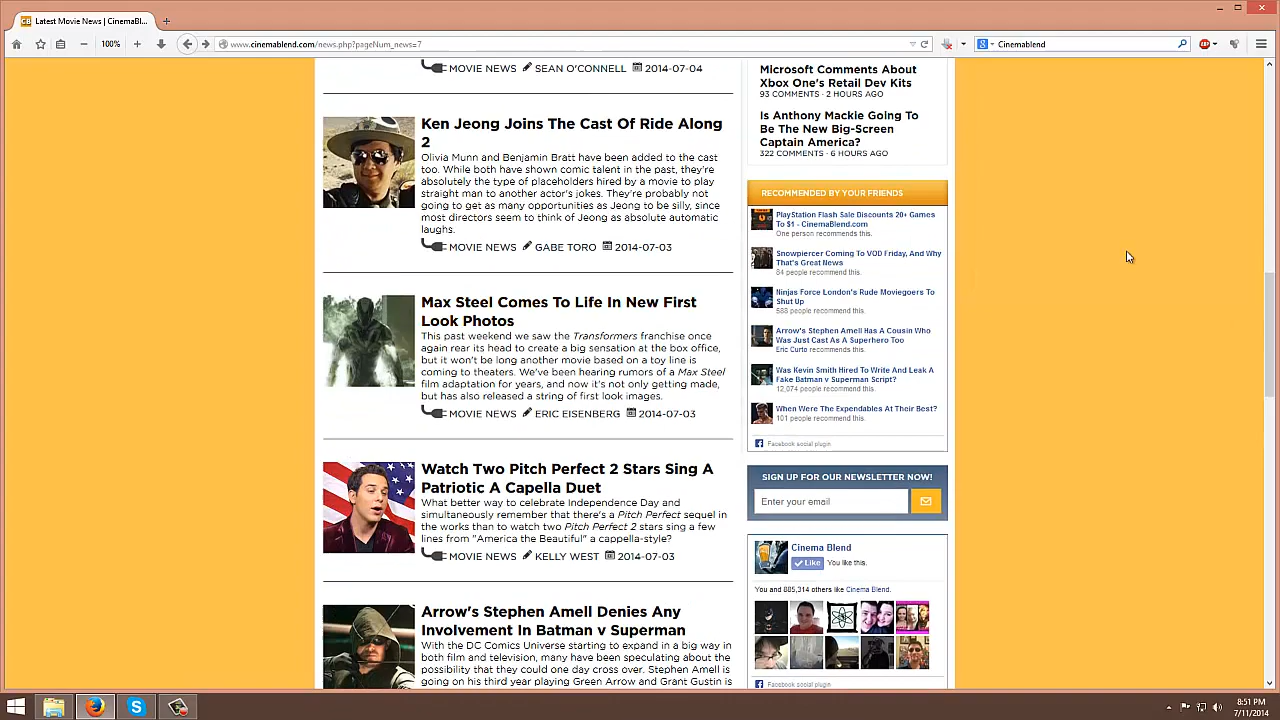 Latest Movie News | CinemaBl...
100%
www.cinemablend.com/news.php?pageNum_news=7
Cinemablend
MOVIE NEWS SEAN O'CONNELL 2014-07-04
Ken Jeong Joins The Cast Of Ride Along
2
Olivia Munn and Benjamin Bratt have been added to the cast
too. While both have shown comic talent in the past, they're
absolutely the type of placeholders hired by a movie to play
straight man to another actor's jokes. They're probably not
going to get as many opportunities as Jeong to be silly, since
most directors seem to think of Jeong as absolute automatic
laughs.
MOVIE NEWS GABE TORO 2014-07-03
Max Steel Comes To Life In New First
Look Photos
This past weekend we saw the Transformers franchise once
again rear its head to create a big sensation at the box office,
but it won't be long another movie based on a toy line is
coming to theaters. We've been hearing rumors of a Max Steel
film adaptation for years, and now it's not only getting made,
but has also released a string of first look images.
MOVIE NEWS ERIC EISENBERG 2014-07-03
Watch Two Pitch Perfect 2 Stars Sing A
Patriotic A Capella Duet
What better way to celebrate Independence Day and
simultaneously remember that there's a Pitch Perfect sequel in
the works than to watch two Pitch Perfect 2 stars sing a few
lines from "America the Beautiful" a cappella-style?
MOVIE NEWS KELLY WEST 2014-07-03
Arrow's Stephen Amell Denies Any
Involvement In Batman v Superman
With the DC Comics Universe starting to expand in a big way in
both film and television, many have been speculating about the
possibility that they could one day cross over. Stephen Amell is
going on his third year playing Green Arrow and Grant Gustin is
Microsoft Comments About
Xbox One's Retail Dev Kits
93 COMMENTS · 2 HOURS AGO
Is Anthony Mackie Going To
Be The New Big-Screen
Captain America?
322 COMMENTS · 6 HOURS AGO
RECOMMENDED BY YOUR FRIENDS
PlayStation Flash Sale Discounts 20+ Games
To $1 - CinemaBlend.com
One person recommends this.
Snowpiercer Coming To VOD Friday, And Why
That's Great News
84 people recommend this.
Ninjas Force London's Rude Moviegoers To
Shut Up
588 people recommend this.
Arrow's Stephen Amell Has A Cousin Who
Was Just Cast As A Superhero Too
Eric Curto recommends this.
Was Kevin Smith Hired To Write And Leak A
Fake Batman v Superman Script?
12,074 people recommend this.
When Were The Expendables At Their Best?
101 people recommend this.
Facebook social plugin
SIGN UP FOR OUR NEWSLETTER NOW!
Enter your email
Cinema Blend
Like You like this.
You and 885,314 others like Cinema Blend.
Facebook social plugin
8:51 PM
7/11/2014